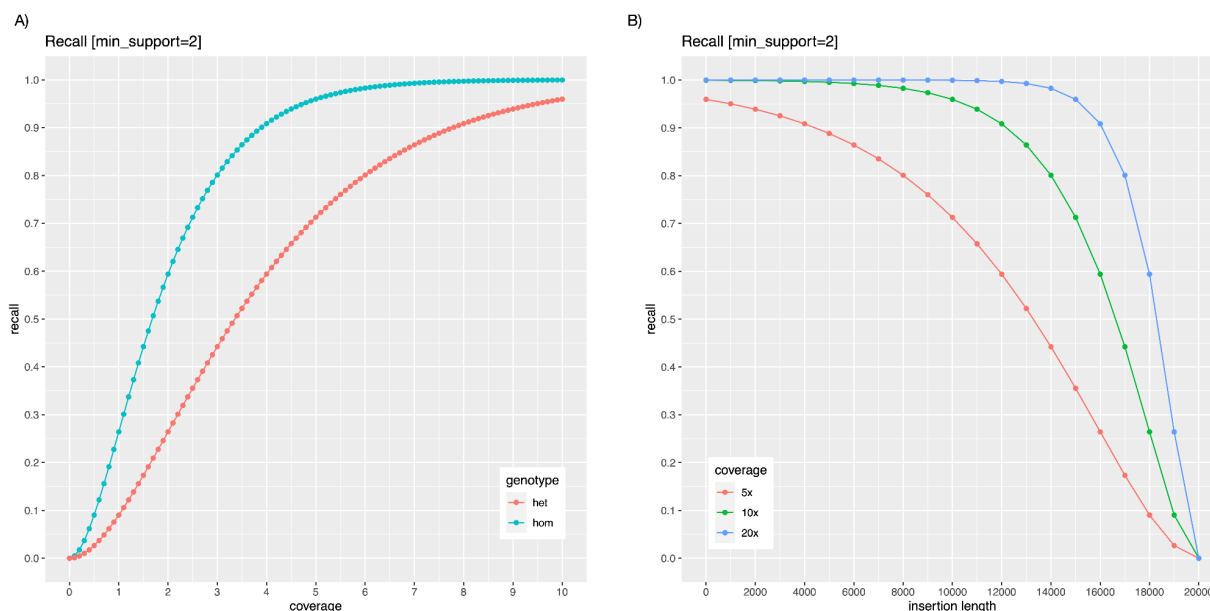 A)
Recall [min_support=2]
1.0
0.9
0.8
0.7
0.6
0.5
0.4
0.3
0.2
0.1
0.0
recall
genotype
het
hom
0 1 2 3 4 5 6 7 8 9 10
coverage
B)
Recall [min_support=2]
1.0
0.9
0.8
0.7
0.6
0.5
0.4
0.3
0.2
0.1
0.0
recall
coverage
5x
10x
20x
0 2000 4000 6000 8000 10000 12000 14000 16000 18000 20000
insertion length